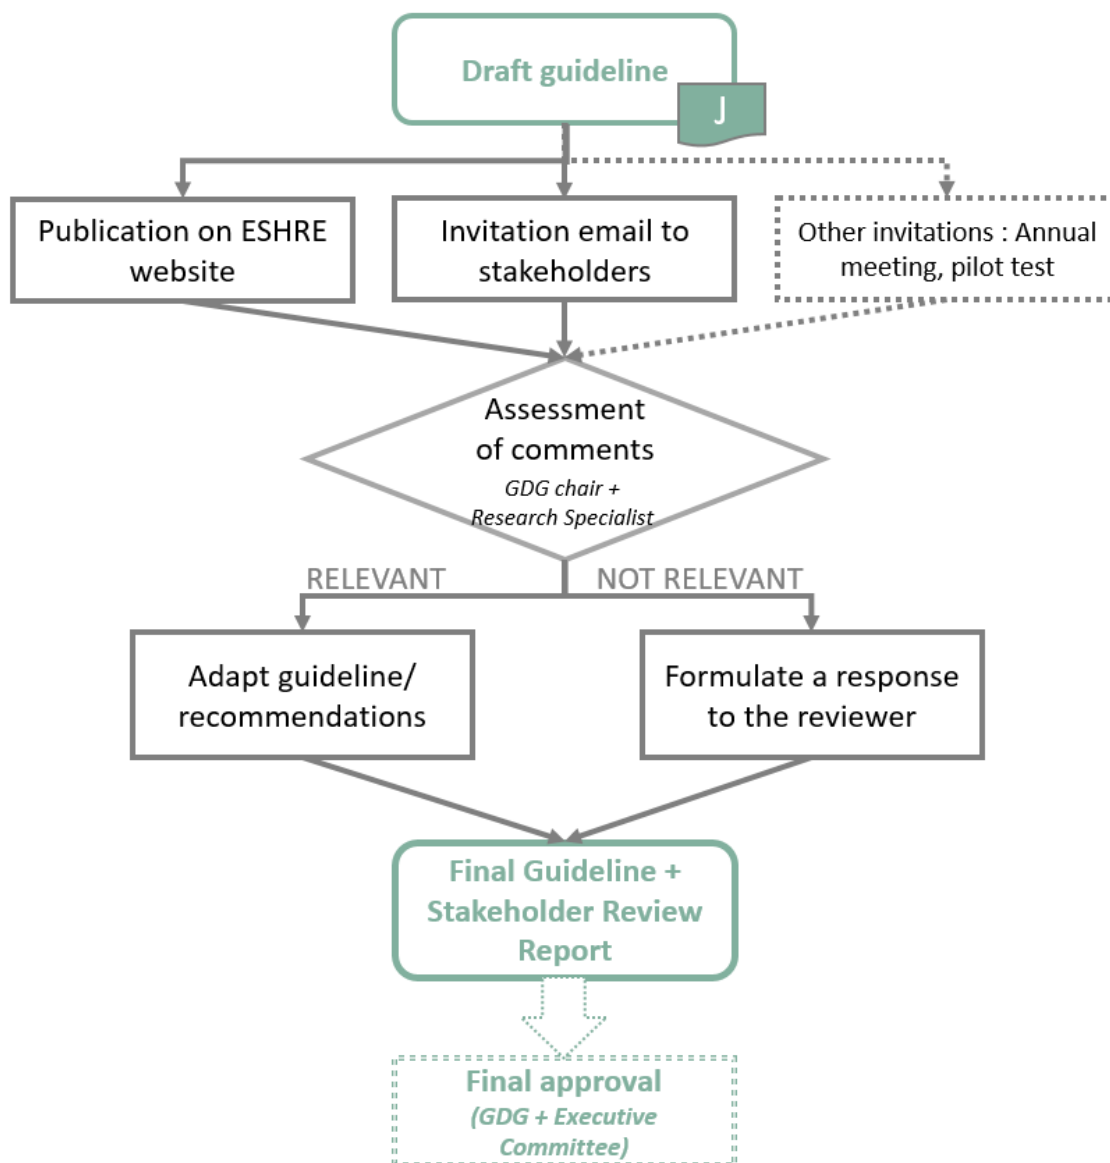 Draft guideline
J
Publication on ESHRE
website
Invitation email to
stakeholders
Other invitations : Annual
meeting, pilot test
Assessment
of comments
GDG chair +
Research Specialist
RELEVANT
NOT RELEVANT
Adapt guideline/
recommendations
Formulate a response
to the reviewer
Final Guideline +
Stakeholder Review
Report
Final approval
(GDG + Executive
Committee)